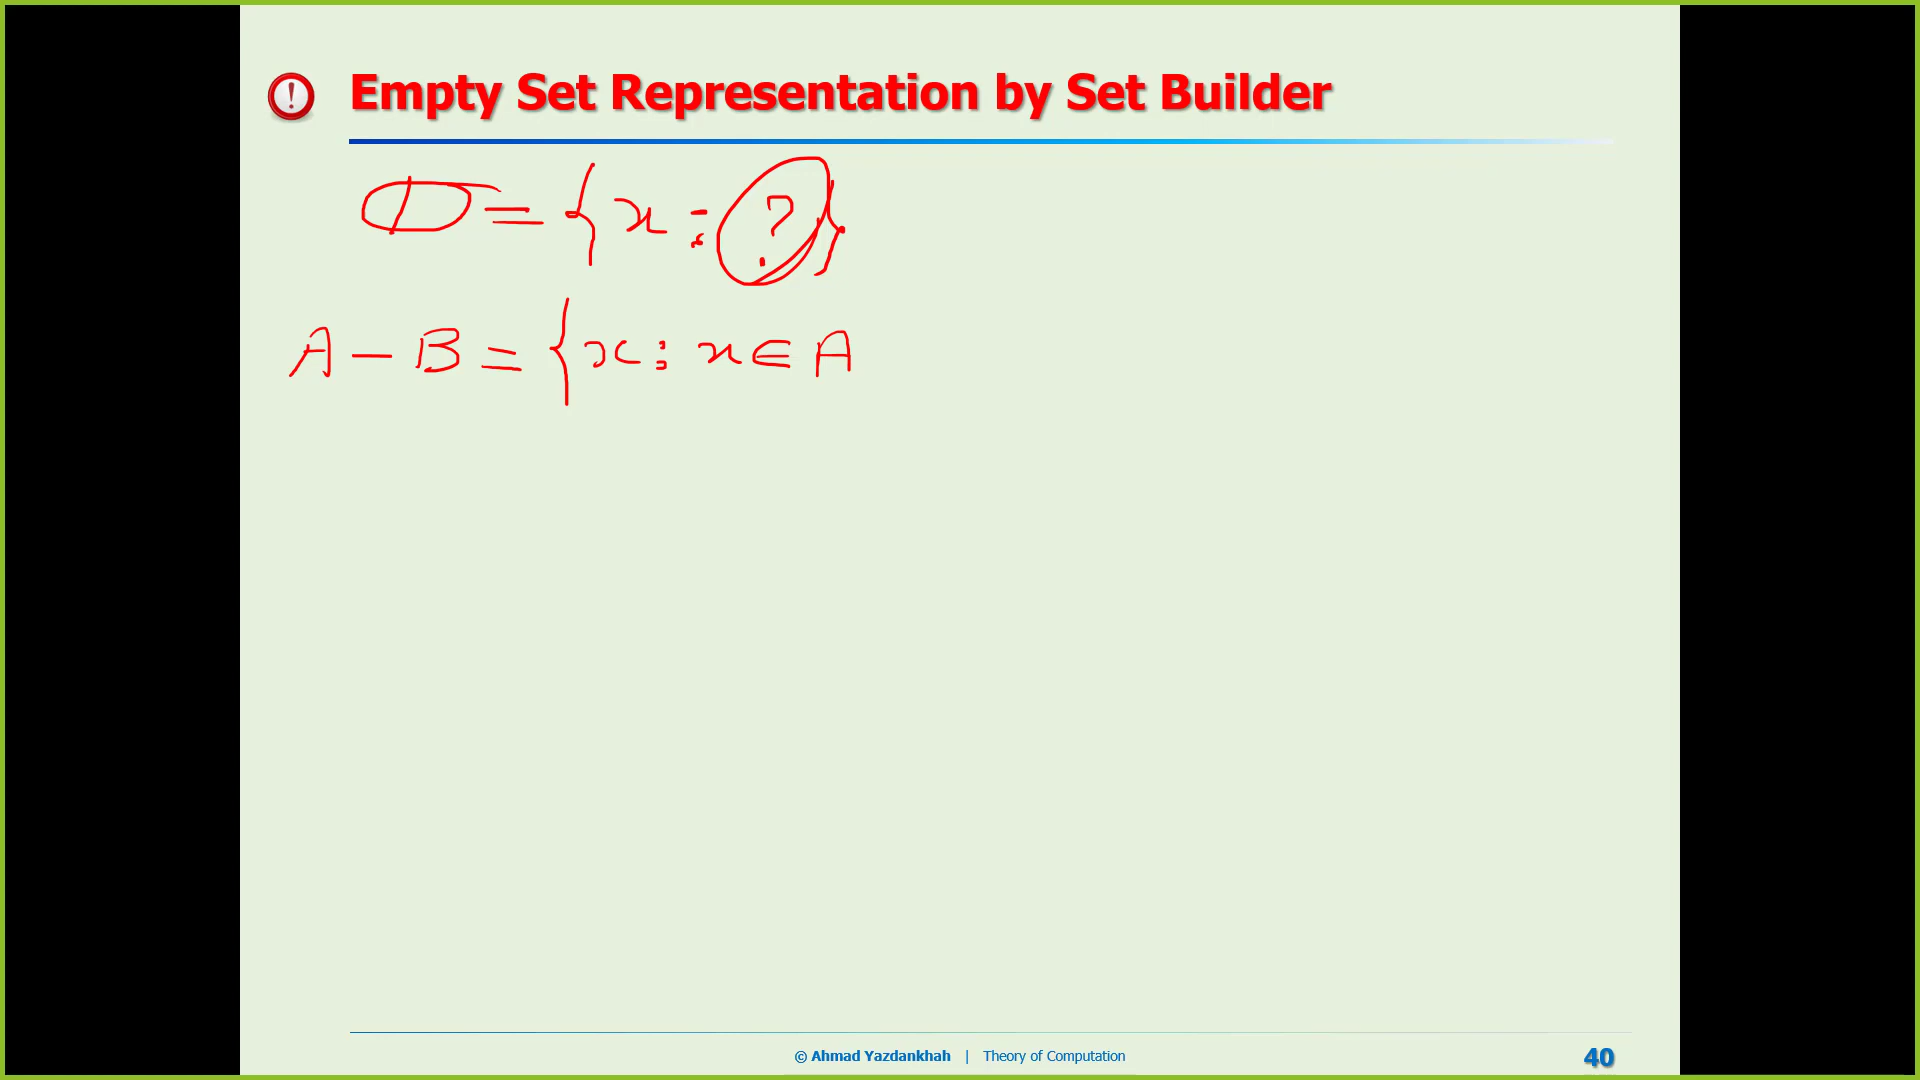 Empty Set Representation by Set Builder
Φ = { x : ? }
A - B = { x : x ∈ A
© Ahmad Yazdankhah | Theory of Computation
40